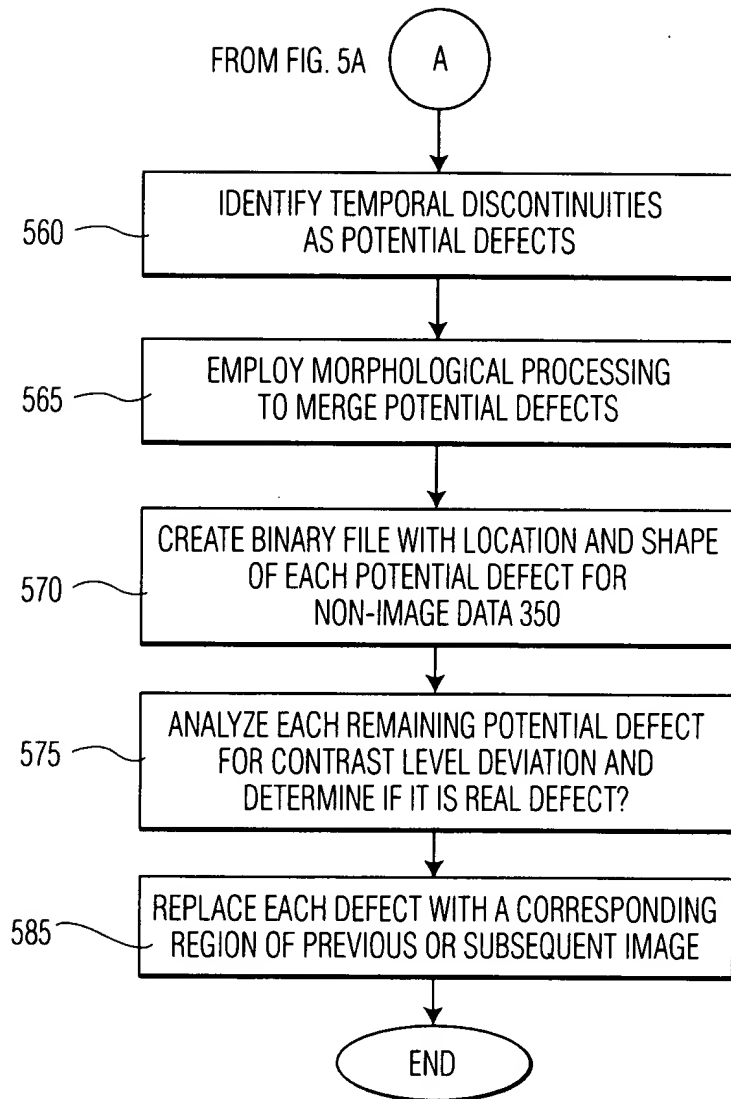 FROM FIG. 5A
A
560
IDENTIFY TEMPORAL DISCONTINUITIES
AS POTENTIAL DEFECTS
565
EMPLOY MORPHOLOGICAL PROCESSING
TO MERGE POTENTIAL DEFECTS
570
CREATE BINARY FILE WITH LOCATION AND SHAPE
OF EACH POTENTIAL DEFECT FOR
NON-IMAGE DATA 350
575
ANALYZE EACH REMAINING POTENTIAL DEFECT
FOR CONTRAST LEVEL DEVIATION AND
DETERMINE IF IT IS REAL DEFECT?
585
REPLACE EACH DEFECT WITH A CORRESPONDING
REGION OF PREVIOUS OR SUBSEQUENT IMAGE
END